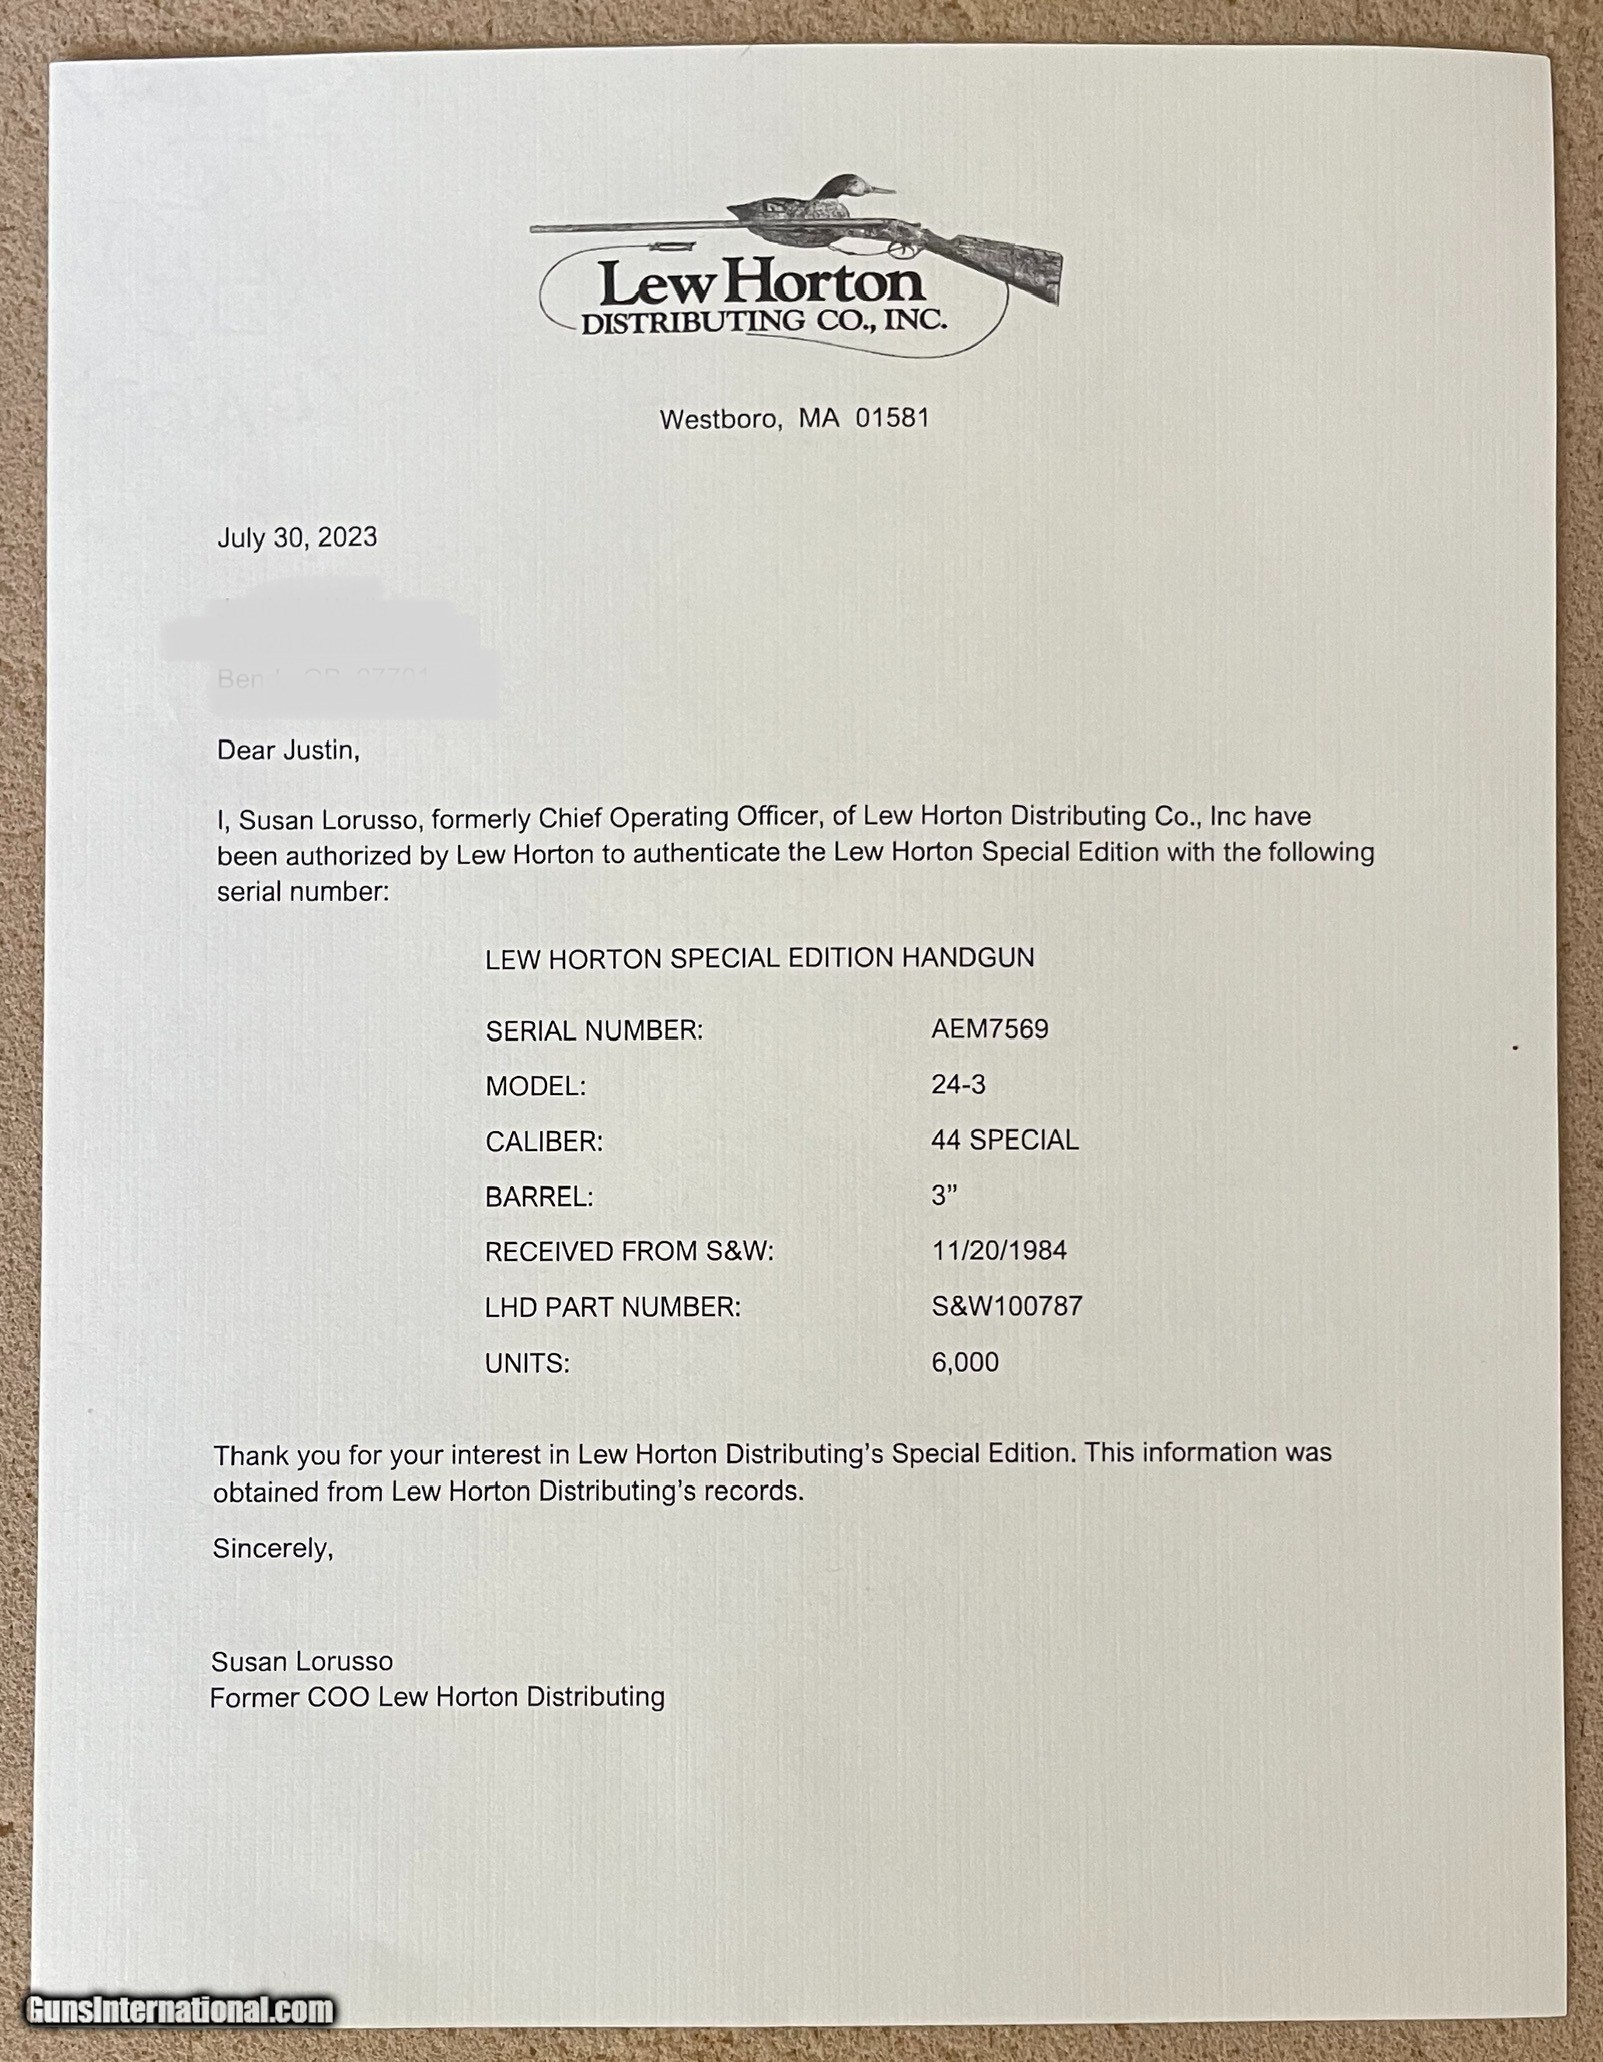 Lew Horton
DISTRIBUTING CO., INC.
Westboro, MA 01581
July 30, 2023
Dear Justin,
I, Susan Lorusso, formerly Chief Operating Officer, of Lew Horton Distributing Co., Inc have
been authorized by Lew Horton to authenticate the Lew Horton Special Edition with the following
serial number:
LEW HORTON SPECIAL EDITION HANDGUN
SERIAL NUMBER: AEM7569
MODEL: 24-3
CALIBER: 44 SPECIAL
BARREL: 3”
RECEIVED FROM S&W: 11/20/1984
LHD PART NUMBER: S&W100787
UNITS: 6,000
Thank you for your interest in Lew Horton Distributing’s Special Edition. This information was
obtained from Lew Horton Distributing’s records.
Sincerely,
Susan Lorusso
Former COO Lew Horton Distributing
GunsInternational.com